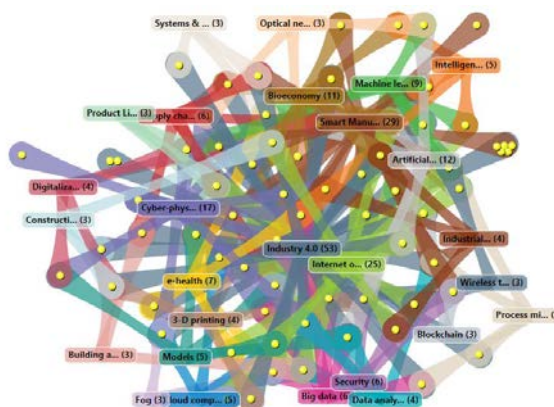 Systems & ... (3)
Optical ne... (3)
Intelligen... (5)
Machine le... (9)
Bioeconomy (11)
Product Li... (3)
pply cha... (6)
Smart Manu... (29)
Artificial... (12)
Digitaliza... (4)
Cyber-phys... (17)
Constructi... (3)
Industrial... (4)
Industry 4.0 (53)
Internet o... (25)
e-health (7)
Wireless t... (3)
3-D printing (4)
Process mi... (
Blockchain (3)
Building a... (3)
Models (5)
Security (6)
Fog (3)
loud comp... (5)
Big data (6
Data analy... (4)